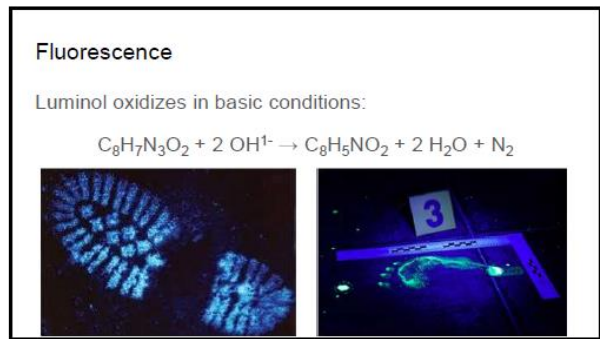 Fluorescence
Luminol oxidizes in basic conditions:
C₈H₇N₃O₂ + 2 OH¹⁻ → C₈H₅NO₂ + 2 H₂O + N₂
3